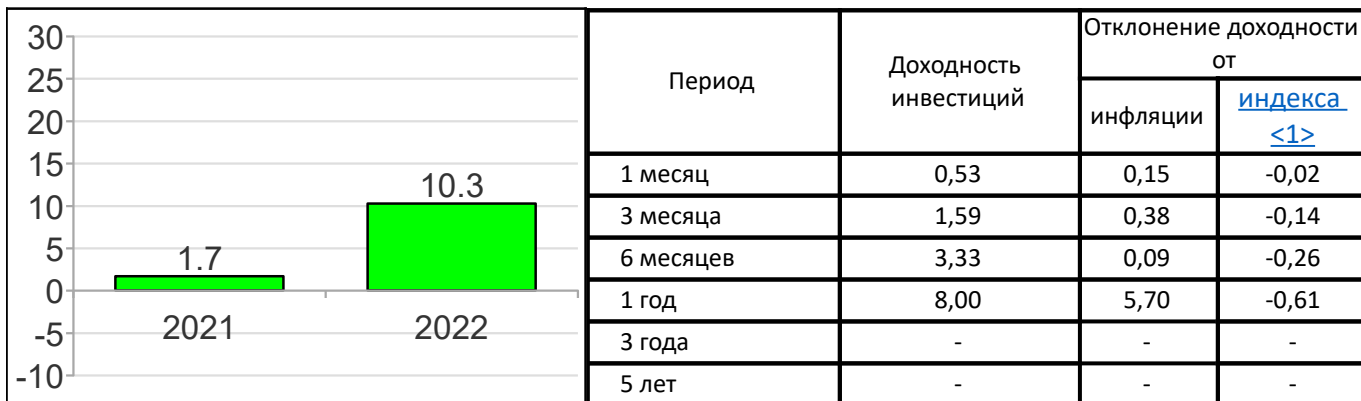 30
25
20
15
10
5
0
-5
-10
1.7
10.3
2021
2022
Период
Доходность
инвестиций
Отклонение доходности
от
инфляции
индекса
<1>
1 месяц 0,53 0,15 -0,02
3 месяца 1,59 0,38 -0,14
6 месяцев 3,33 0,09 -0,26
1 год 8,00 5,70 -0,61
3 года - - -
5 лет - - -